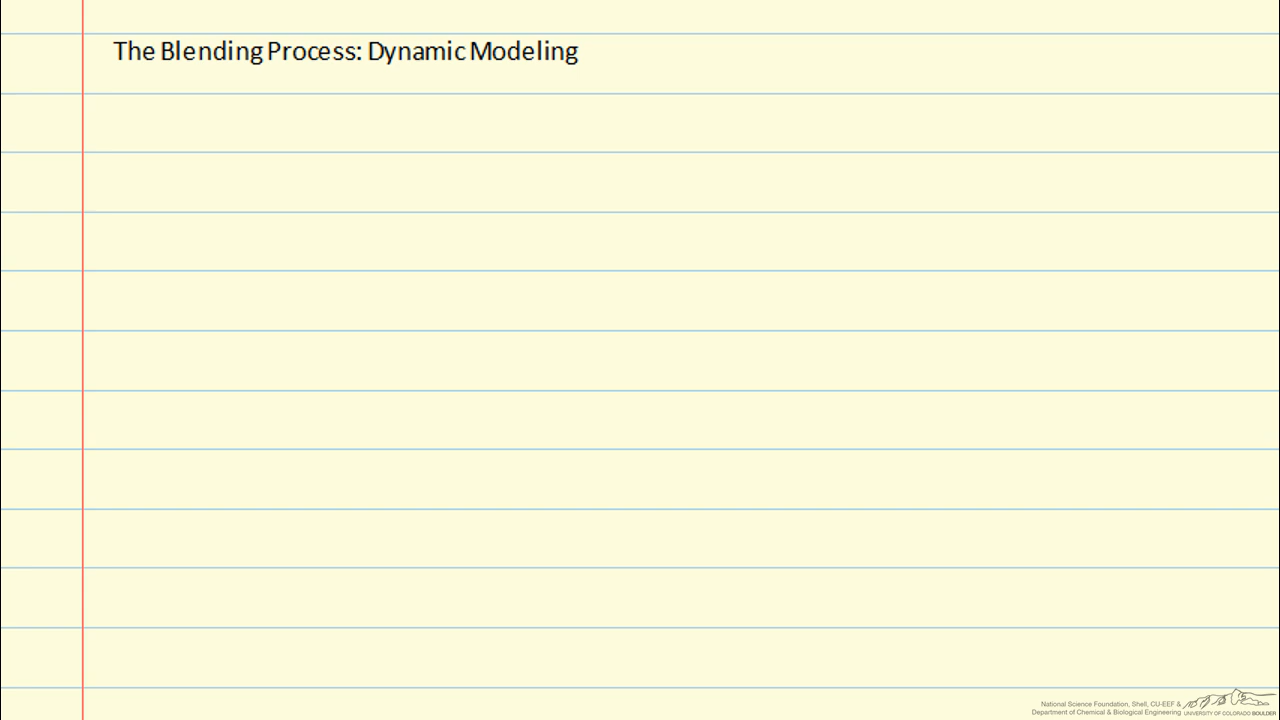 The Blending Process: Dynamic Modeling
National Science Foundation, Shell, CU-EEF &
Department of Chemical & Biological Engineering
UNIVERSITY OF COLORADO BOULDER